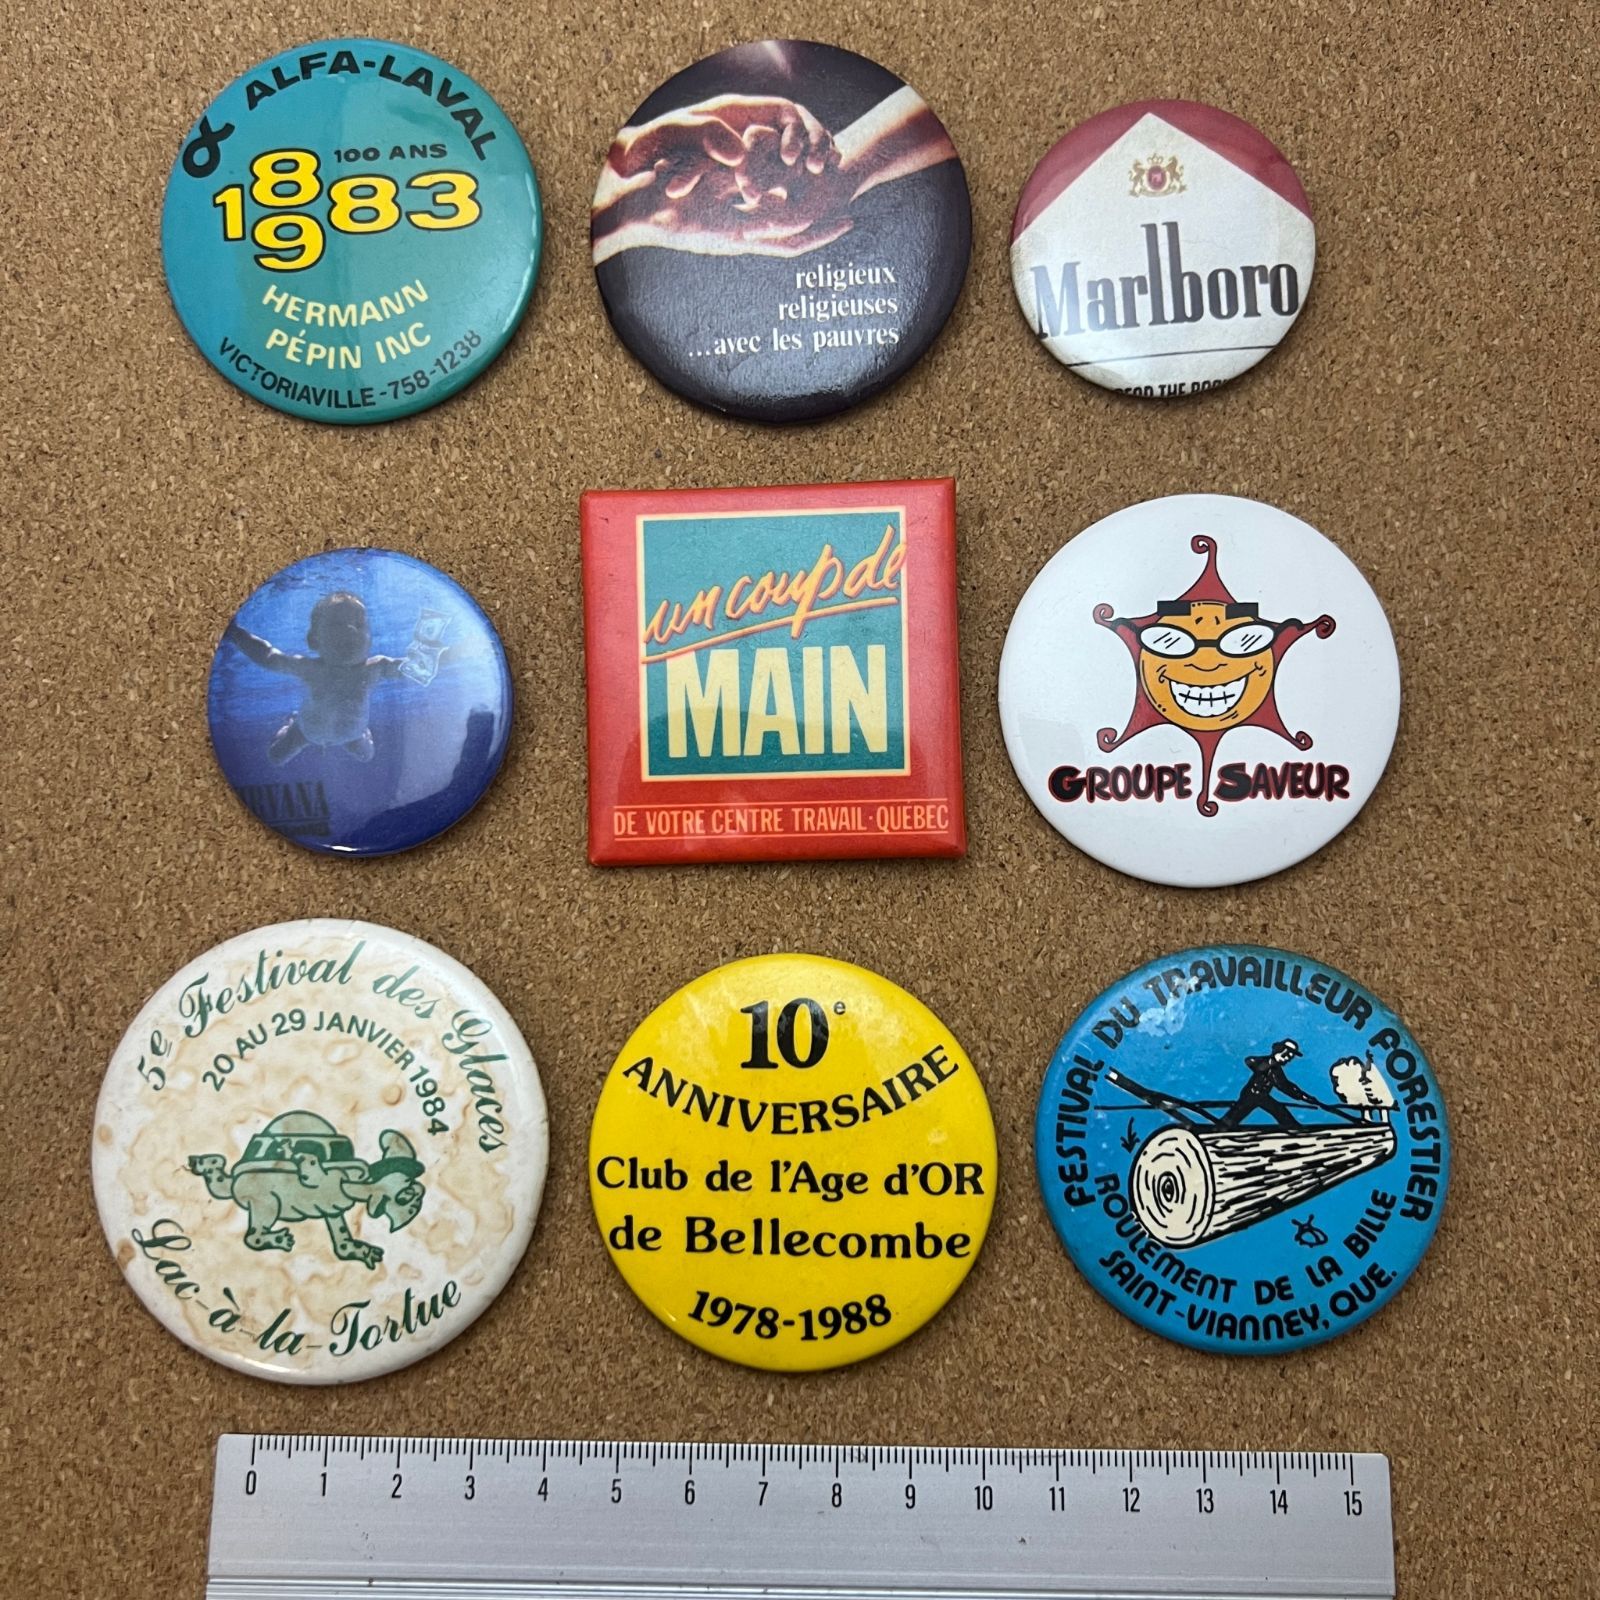 ALFA-LAVAL
100 ANS
1883
1983
HERMANN
PÉPIN INC
VICTORIAVILLE-758-1238
religieux
religieuses
...avec les pauvres
Marlboro
THE
NIRVANA
un coup de
MAIN
DE VOTRE CENTRE TRAVAIL·QUÉBEC
GROUPE SAVEUR
5e Festival des Glaces
20 AU 29 JANVIER 1984
Lac-à-la-Tortue
10e
ANNIVERSAIRE
Club de l'Age d'OR
de Bellecombe
1978-1988
FESTIVAL DU TRAVAILLEUR FORESTIER
ROULEMENT DE LA BILLE
SAINT-VIANNEY, QUE.
0 1 2 3 4 5 6 7 8 9 10 11 12 13 14 15